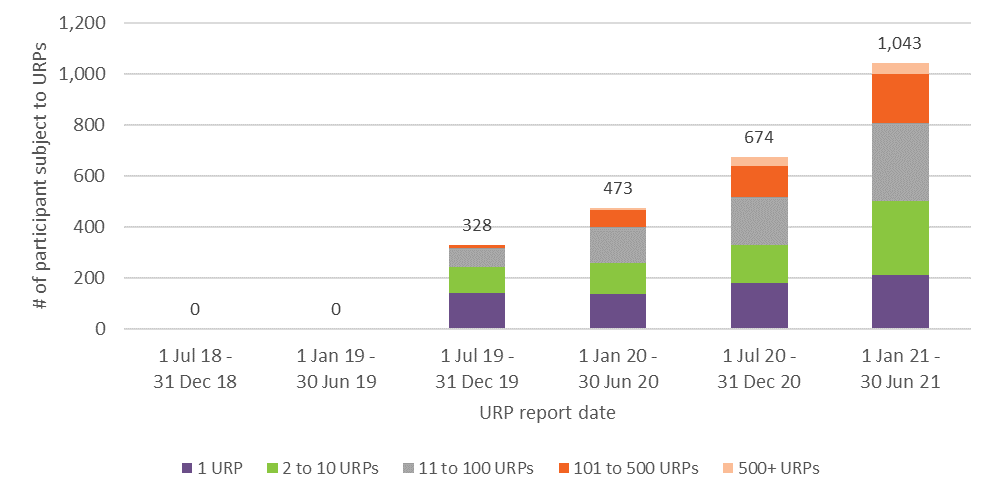 # of participant subject to URPs
1,200
1,000
800
600
400
200
0
0
0
328
473
674
1,043
1 Jul 18 -
31 Dec 18
1 Jan 19 -
30 Jun 19
1 Jul 19 -
31 Dec 19
1 Jan 20 -
30 Jun 20
1 Jul 20 -
31 Dec 20
1 Jan 21 -
30 Jun 21
URP report date
1 URP
2 to 10 URPs
11 to 100 URPs
101 to 500 URPs
500+ URPs